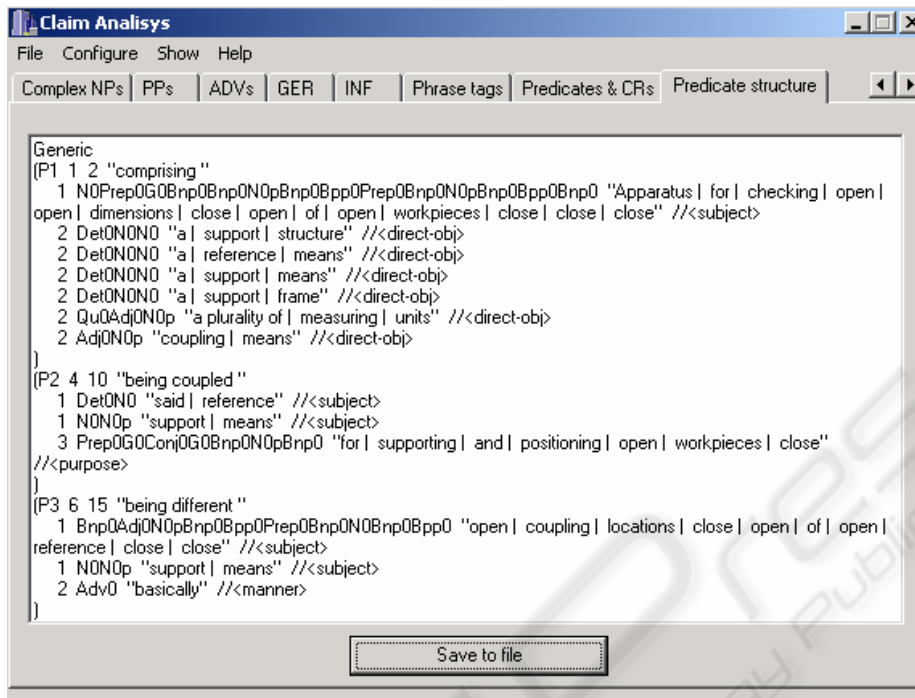 Claim Analisys
File Configure Show Help
Complex NPs PPs ADVs GER INF Phrase tags Predicates & CRs Predicate structure
Generic
(P1 1 2 "comprising "
1 N0Prep0G0Bnp0Bnp0N0pBnp0Bpp0Prep0Bnp0N0pBnp0Bpp0Bnp0 "Apparatus | for | checking | open |
open | dimensions | close | open | of | open | workpieces | close | close | close" //<subject>
2 Det0N0N0 "a | support | structure" //<direct-obj>
2 Det0N0N0 "a | reference | means" //<direct-obj>
2 Det0N0N0 "a | support | means" //<direct-obj>
2 Det0N0N0 "a | support | frame" //<direct-obj>
2 Qu0Adj0N0p "a plurality of | measuring | units" //<direct-obj>
2 Adj0N0p "coupling | means" //<direct-obj>
)
(P2 4 10 "being coupled "
1 Det0N0 "said | reference" //<subject>
1 N0N0p "support | means" //<subject>
3 Prep0G0Conj0G0Bnp0N0pBnp0 "for | supporting | and | positioning | open | workpieces | close"
//<purpose>
)
(P3 6 15 "being different "
1 Bnp0Adj0N0pBnp0Bpp0Prep0Bnp0N0Bnp0Bpp0 "open | coupling | locations | close | open | of | open |
reference | close | close" //<subject>
1 N0N0p "support | means" //<subject>
2 Adv0 "basically" //<manner>
)
Save to file